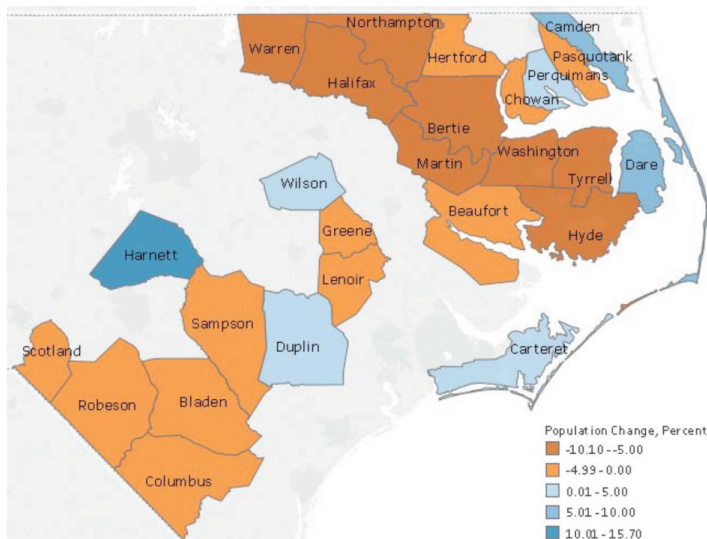 Northampton
Camden
Warren
Hertford
Pasquotank
Halifax
Perquimans
Chowan
Bertie
Washington
Martin
Dare
Tyrrell
Wilson
Beaufort
Greene
Hyde
Harnett
Lenoir
Sampson
Duplin
Carteret
Scotland
Robeson
Bladen
Columbus
Population Change, Percent
-10.10 --5.00
-4.99 - 0.00
0.01 - 5.00
5.01 - 10.00
10.01 - 15.70